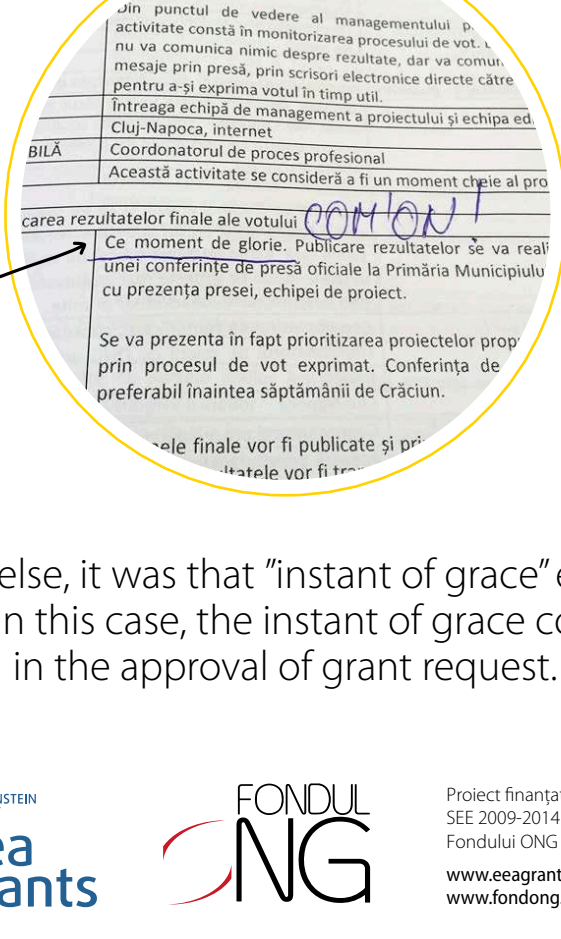 Din punctul de vedere al managementului
activitate constă în monitorizarea procesului de vot.
nu va comunica nimic despre rezultate, dar va
mesaje prin presă, prin scrisori electronice directe către
pentru a-și exprima votul în timp util.
Întreaga echipă de management a proiectului și echipa
Cluj-Napoca, internet
BILĂ Coordonatorul de proces profesional
Această activitate se consideră a fi un moment cheie al
carea rezultatelor finale ale votului COM'ON!
Ce moment de glorie. Publicare rezultatelor se va
unei conferințe de presă oficiale la Primăria
cu prezența presei, echipei de proiect.
Se va prezenta în fapt prioritizarea proiectelor
prin procesul de vot exprimat. Conferința de
preferabil înaintea săptămânii de Crăciun.
finale vor fi publicate și
vor fi
else, it was that "instant of grace"
n this case, the instant of grace
in the approval of grant request.
NSTEIN
ea
ants
FONDUL
ONG
Proiect
SEE 2009-2014
Fondului ONG
www.eeagrant
www.fondong.